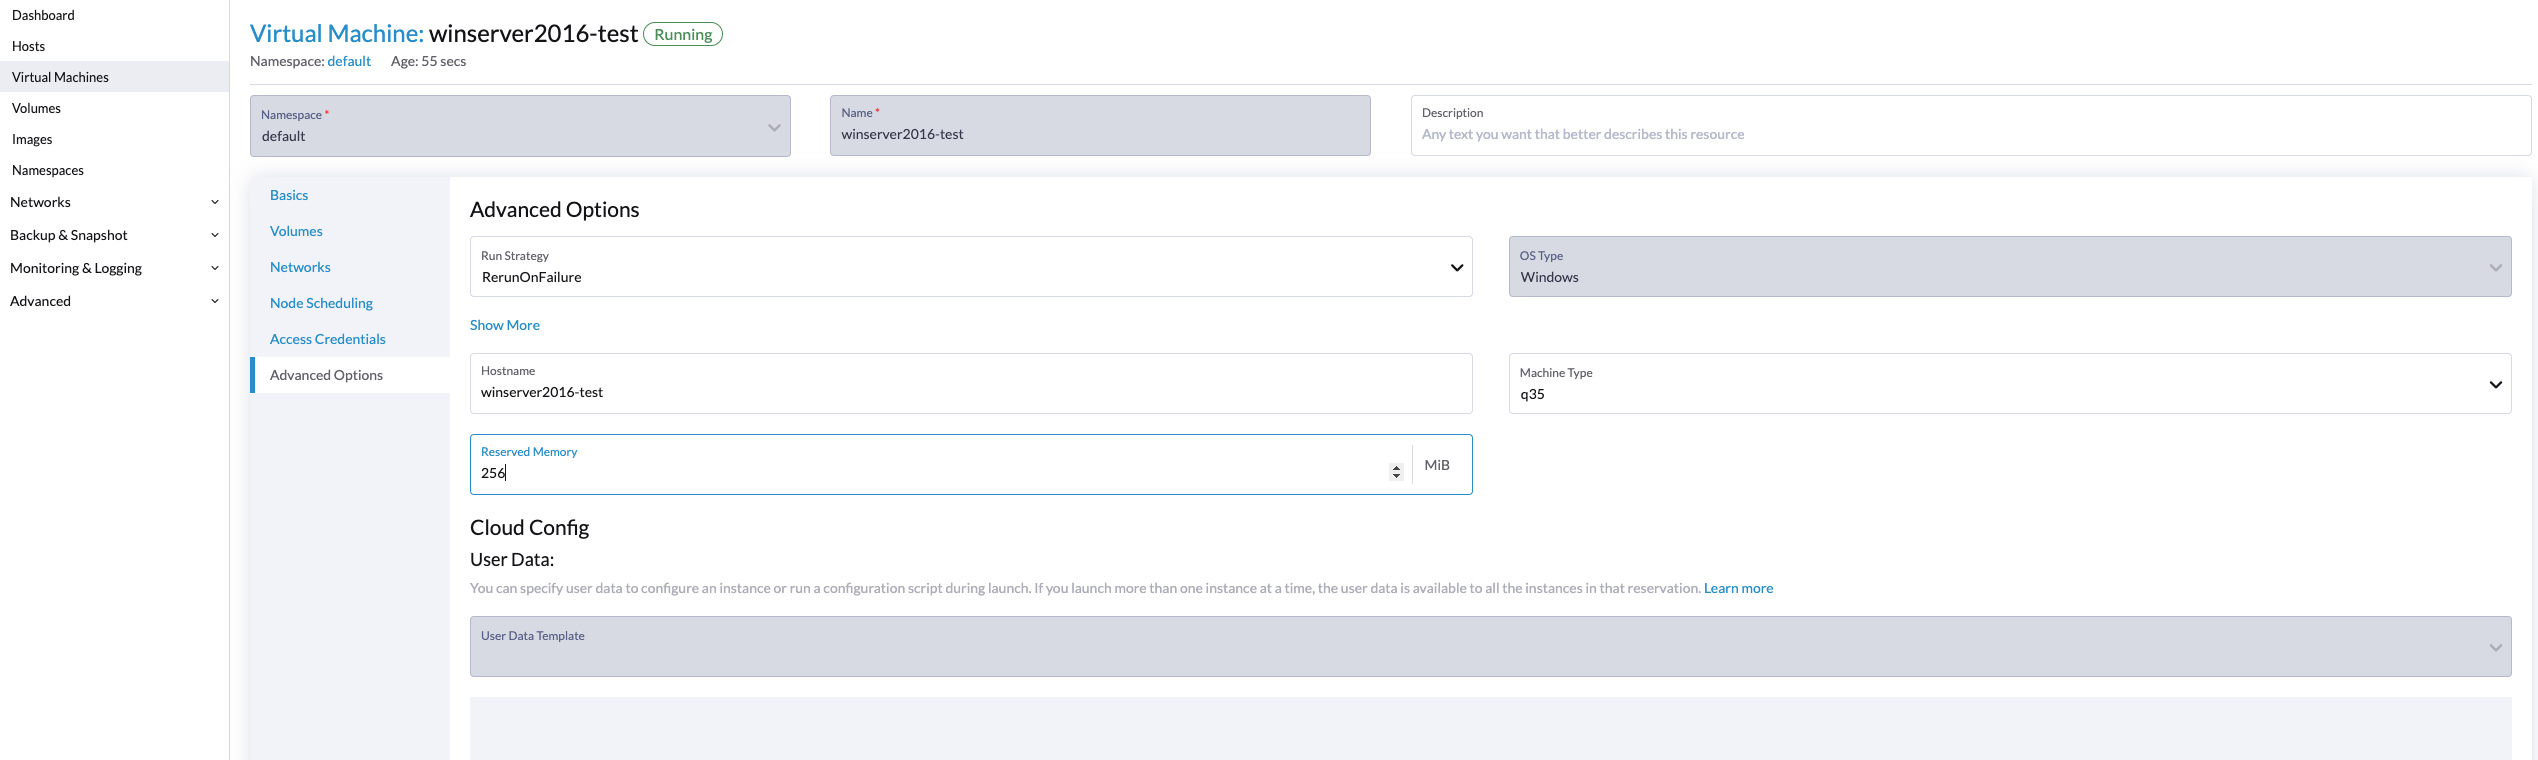 Dashboard
Hosts
Virtual Machines
Volumes
Images
Namespaces
Networks
Backup & Snapshot
Monitoring & Logging
Advanced
Virtual Machine: winserver2016-test Running
Namespace: default Age: 55 secs
Namespace *
default
Name *
winserver2016-test
Description
Any text you want that better describes this resource
Basics
Volumes
Networks
Node Scheduling
Access Credentials
Advanced Options
Advanced Options
Run Strategy
RerunOnFailure
OS Type
Windows
Show More
Hostname
winserver2016-test
Machine Type
q35
Reserved Memory
256
MiB
Cloud Config
User Data:
You can specify user data to configure an instance or run a configuration script during launch. If you launch more than one instance at a time, the user data is available to all the instances in that reservation. Learn more
User Data Template